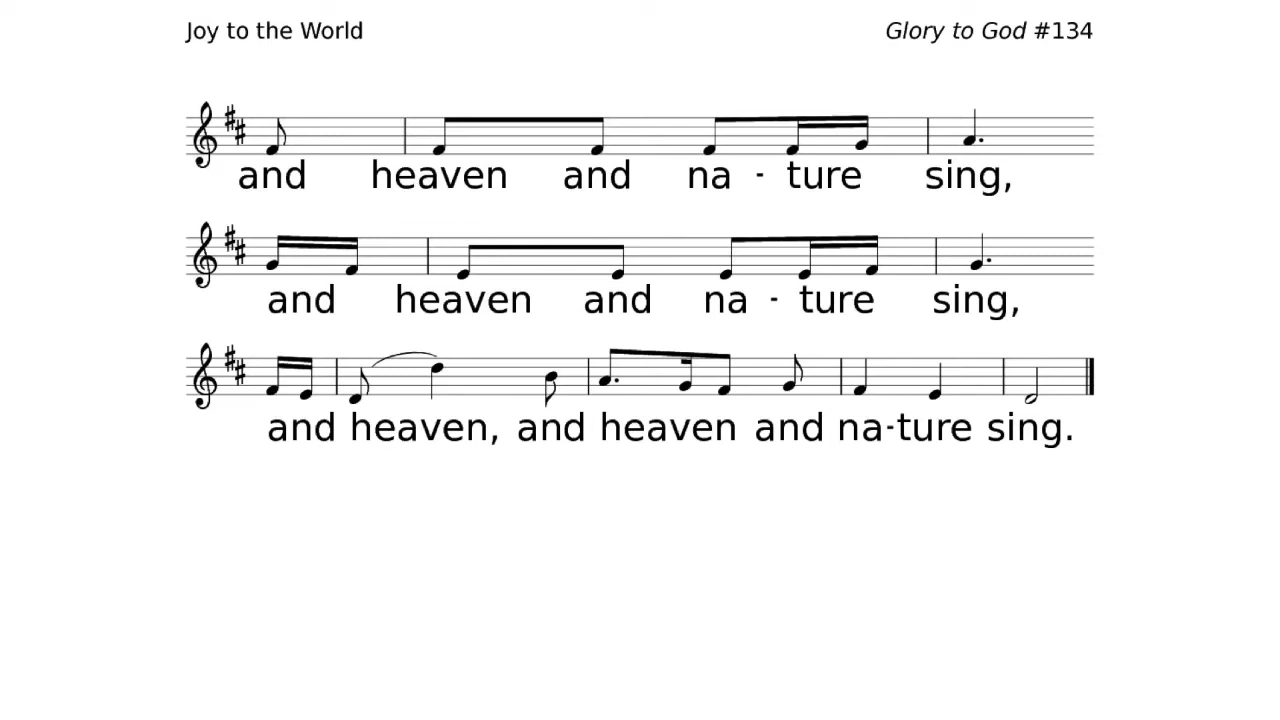 Joy to the World Glory to God #134
and heaven and na - ture sing,
and heaven and na - ture sing,
and heaven, and heaven and na-ture sing.